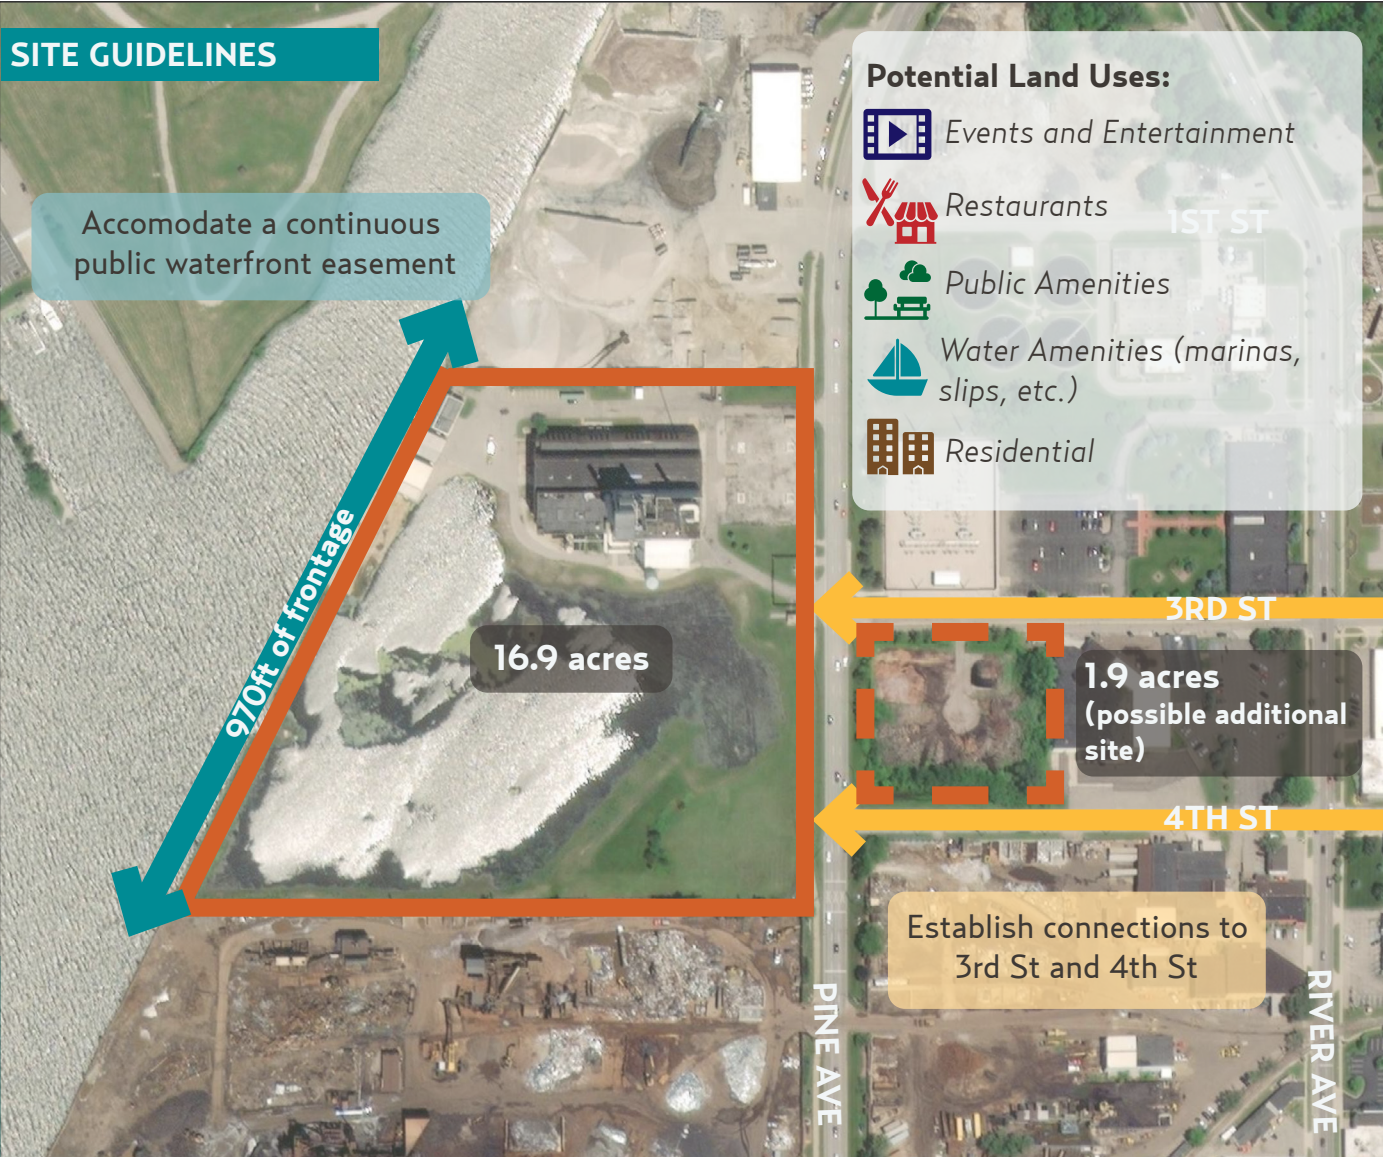 SITE GUIDELINES
Accomodate a continuous
public waterfront easement
Potential Land Uses:
Events and Entertainment
Restaurants
1ST ST
Public Amenities
Water Amenities (marinas,
slips, etc.)
Residential
970ft of frontage
16.9 acres
3RD ST
1.9 acres
(possible additional
site)
4TH ST
Establish connections to
3rd St and 4th St
PINE AVE
RIVER AVE